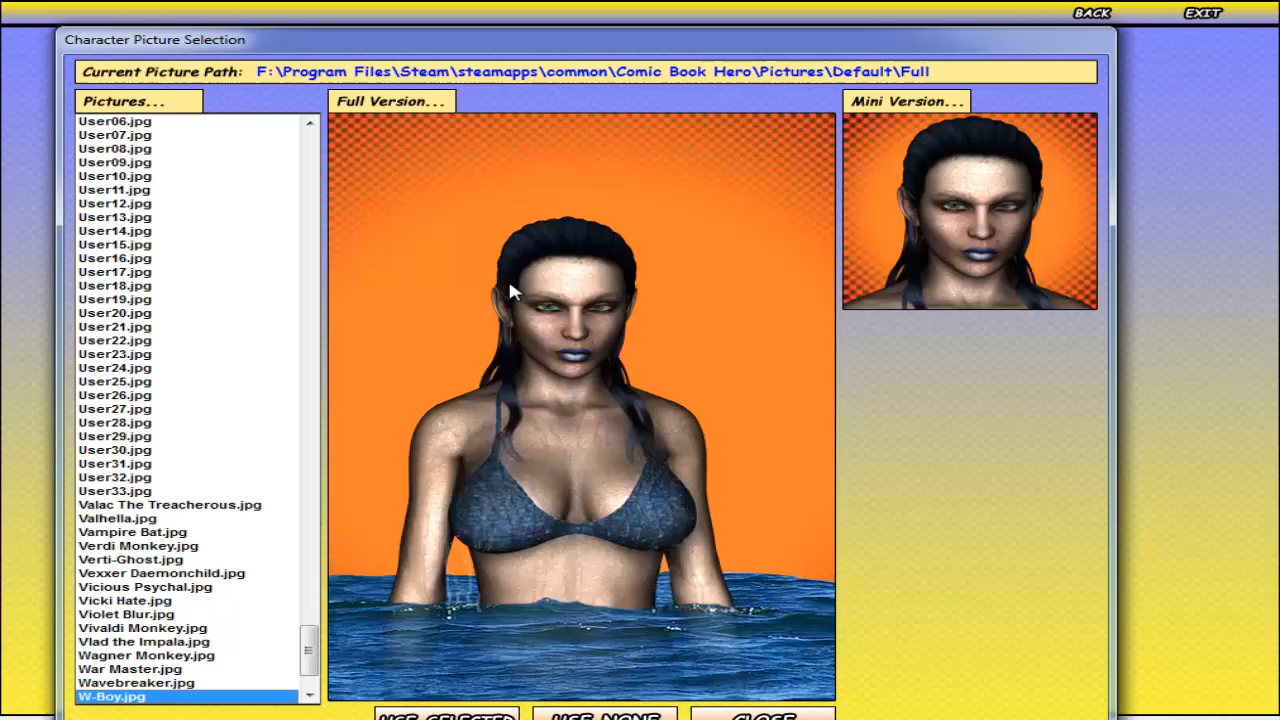 BACK
EXIT
Character Picture Selection
Current Picture Path: F:\Program Files\Steam\steamapps\common\Comic Book Hero\Pictures\Default\Full
Pictures...
Full Version...
Mini Version...
User06.jpg
User07.jpg
User08.jpg
User09.jpg
User10.jpg
User11.jpg
User12.jpg
User13.jpg
User14.jpg
User15.jpg
User16.jpg
User17.jpg
User18.jpg
User19.jpg
User20.jpg
User21.jpg
User22.jpg
User23.jpg
User24.jpg
User25.jpg
User26.jpg
User27.jpg
User28.jpg
User29.jpg
User30.jpg
User31.jpg
User32.jpg
User33.jpg
Valac The Treacherous.jpg
Valhella.jpg
Vampire Bat.jpg
Verdi Monkey.jpg
Verti-Ghost.jpg
Vexxer Daemonchild.jpg
Vicious Psychal.jpg
Vicki Hate.jpg
Violet Blur.jpg
Vivaldi Monkey.jpg
Vlad the Impala.jpg
Wagner Monkey.jpg
War Master.jpg
Wavebreaker.jpg
W-Boy.jpg
USE SELECTED
USE NONE
CLOSE